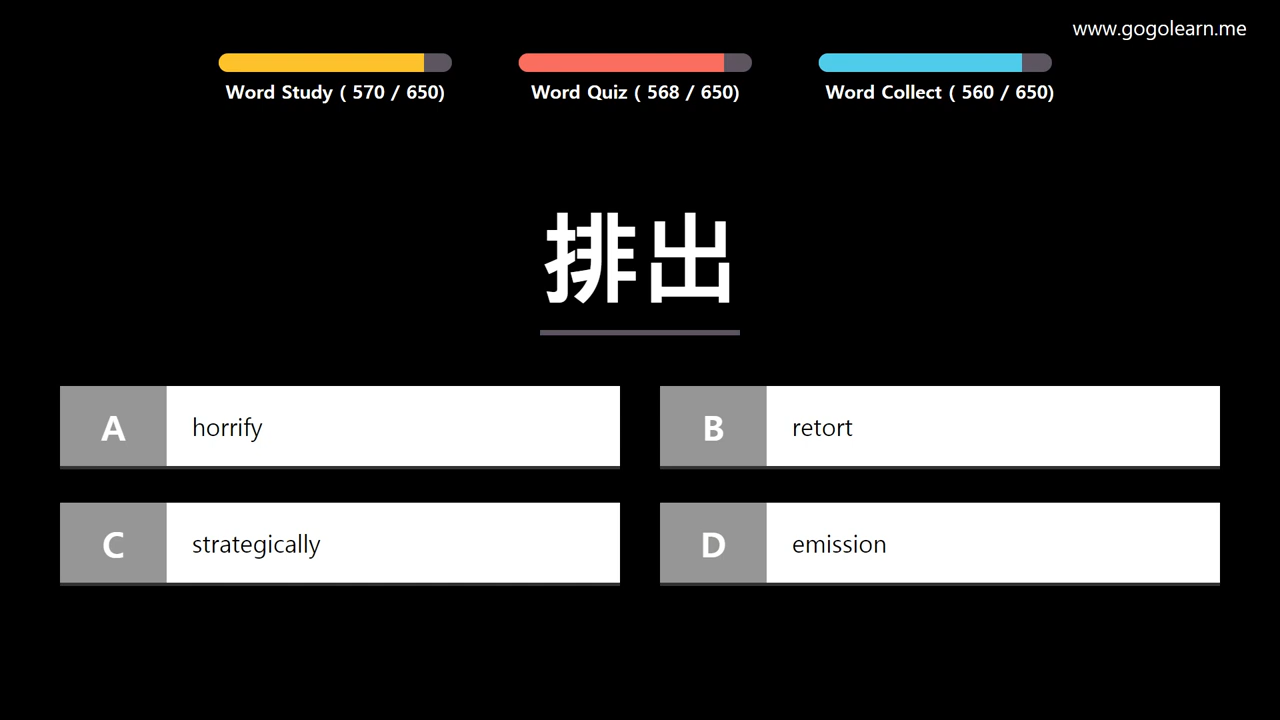 www.gogolearn.me
Word Study ( 570 / 650)
Word Quiz ( 568 / 650)
Word Collect ( 560 / 650)
排出
A horrify
B retort
C strategically
D emission